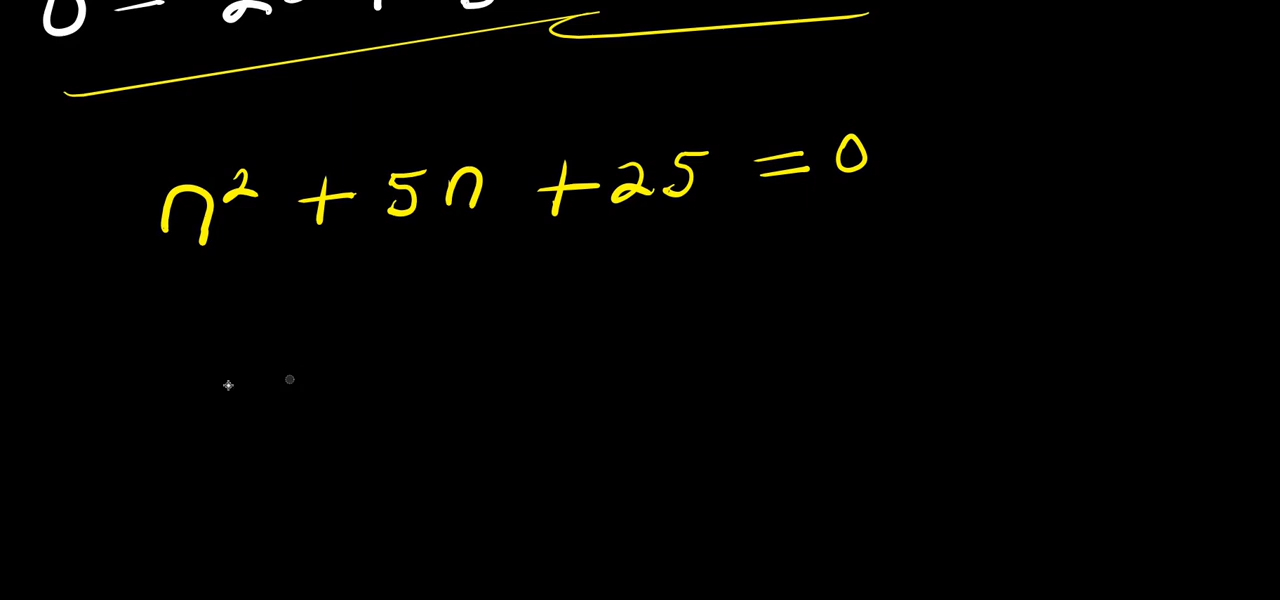 n² + 5n + 25 = 0